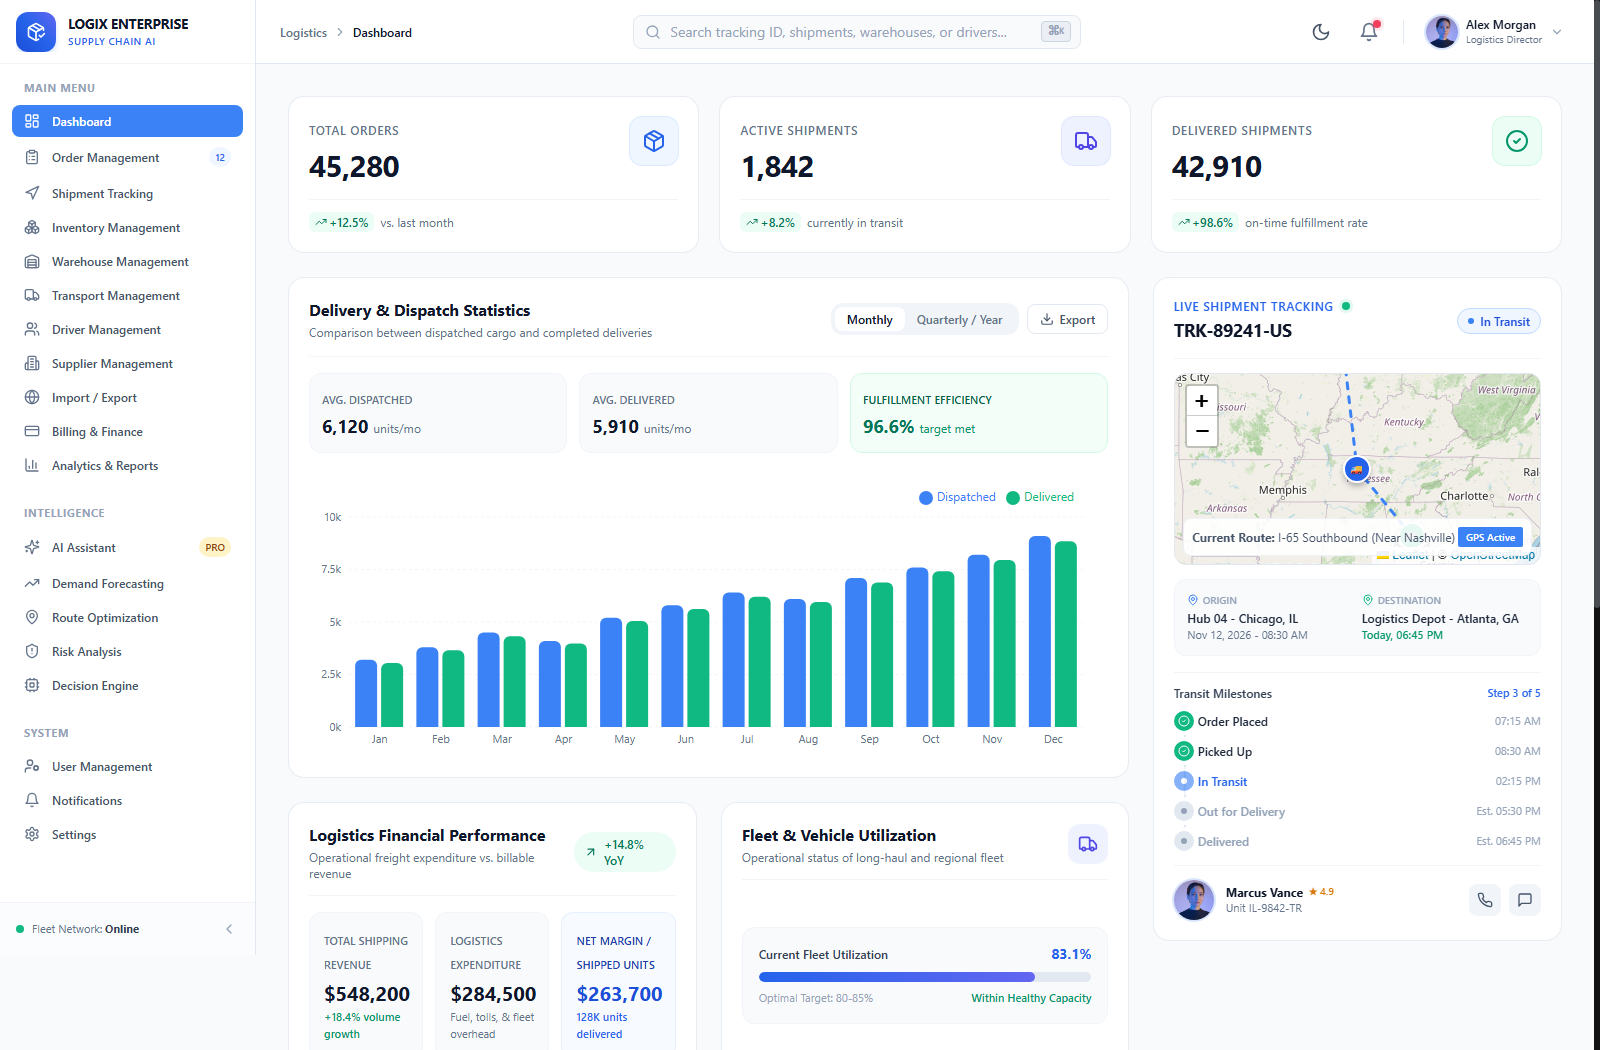 LOGIX ENTERPRISE
SUPPLY CHAIN AI
Logistics > Dashboard
Search tracking ID, shipments, warehouses, or drivers...
⌘K
Alex Morgan
Logistics Director
MAIN MENU
Dashboard
Order Management 12
Shipment Tracking
Inventory Management
Warehouse Management
Transport Management
Driver Management
Supplier Management
Import / Export
Billing & Finance
Analytics & Reports
INTELLIGENCE
AI Assistant PRO
Demand Forecasting
Route Optimization
Risk Analysis
Decision Engine
SYSTEM
User Management
Notifications
Settings
Fleet Network: Online
TOTAL ORDERS
45,280
+12.5% vs. last month
ACTIVE SHIPMENTS
1,842
+8.2% currently in transit
DELIVERED SHIPMENTS
42,910
+98.6% on-time fulfillment rate
Delivery & Dispatch Statistics
Comparison between dispatched cargo and completed deliveries
Monthly
Quarterly / Year
Export
AVG. DISPATCHED
6,120 units/mo
AVG. DELIVERED
5,910 units/mo
FULFILLMENT EFFICIENCY
96.6% target met
Dispatched Delivered
10k
7.5k
5k
2.5k
0k
Jan Feb Mar Apr May Jun Jul Aug Sep Oct Nov Dec
LIVE SHIPMENT TRACKING
TRK-89241-US
In Transit
as City
West Virginia
+
−
issouri
Kentucky
essee
Ral
Memphis
Charlotte
North C
Arkansas
Current Route: I-65 Southbound (Near Nashville) GPS Active
Leaflet | © OpenStreetMap
ORIGIN
Hub 04 - Chicago, IL
Nov 12, 2026 - 08:30 AM
DESTINATION
Logistics Depot - Atlanta, GA
Today, 06:45 PM
Transit Milestones Step 3 of 5
Order Placed 07:15 AM
Picked Up 08:30 AM
In Transit 02:15 PM
Out for Delivery Est. 05:30 PM
Delivered Est. 06:45 PM
Marcus Vance ★ 4.9
Unit IL-9842-TR
Logistics Financial Performance
Operational freight expenditure vs. billable
revenue
+14.8%
YoY
TOTAL SHIPPING
REVENUE
$548,200
+18.4% volume
growth
LOGISTICS
EXPENDITURE
$284,500
Fuel, tolls, & fleet
overhead
NET MARGIN /
SHIPPED UNITS
$263,700
128K units
delivered
Fleet & Vehicle Utilization
Operational status of long-haul and regional fleet
Current Fleet Utilization 83.1%
Optimal Target: 80-85% Within Healthy Capacity